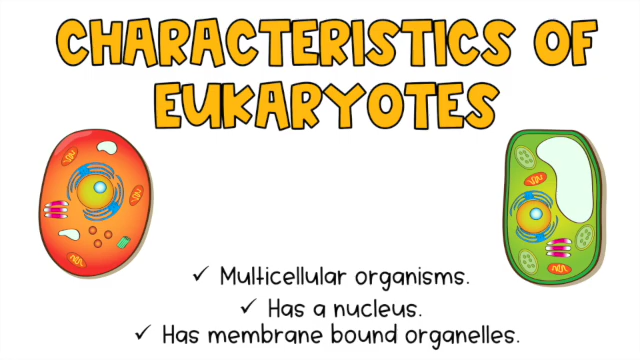 CHARACTERISTICS OF
EUKARYOTES
✓ Multicellular organisms.
✓ Has a nucleus.
✓ Has membrane bound organelles.